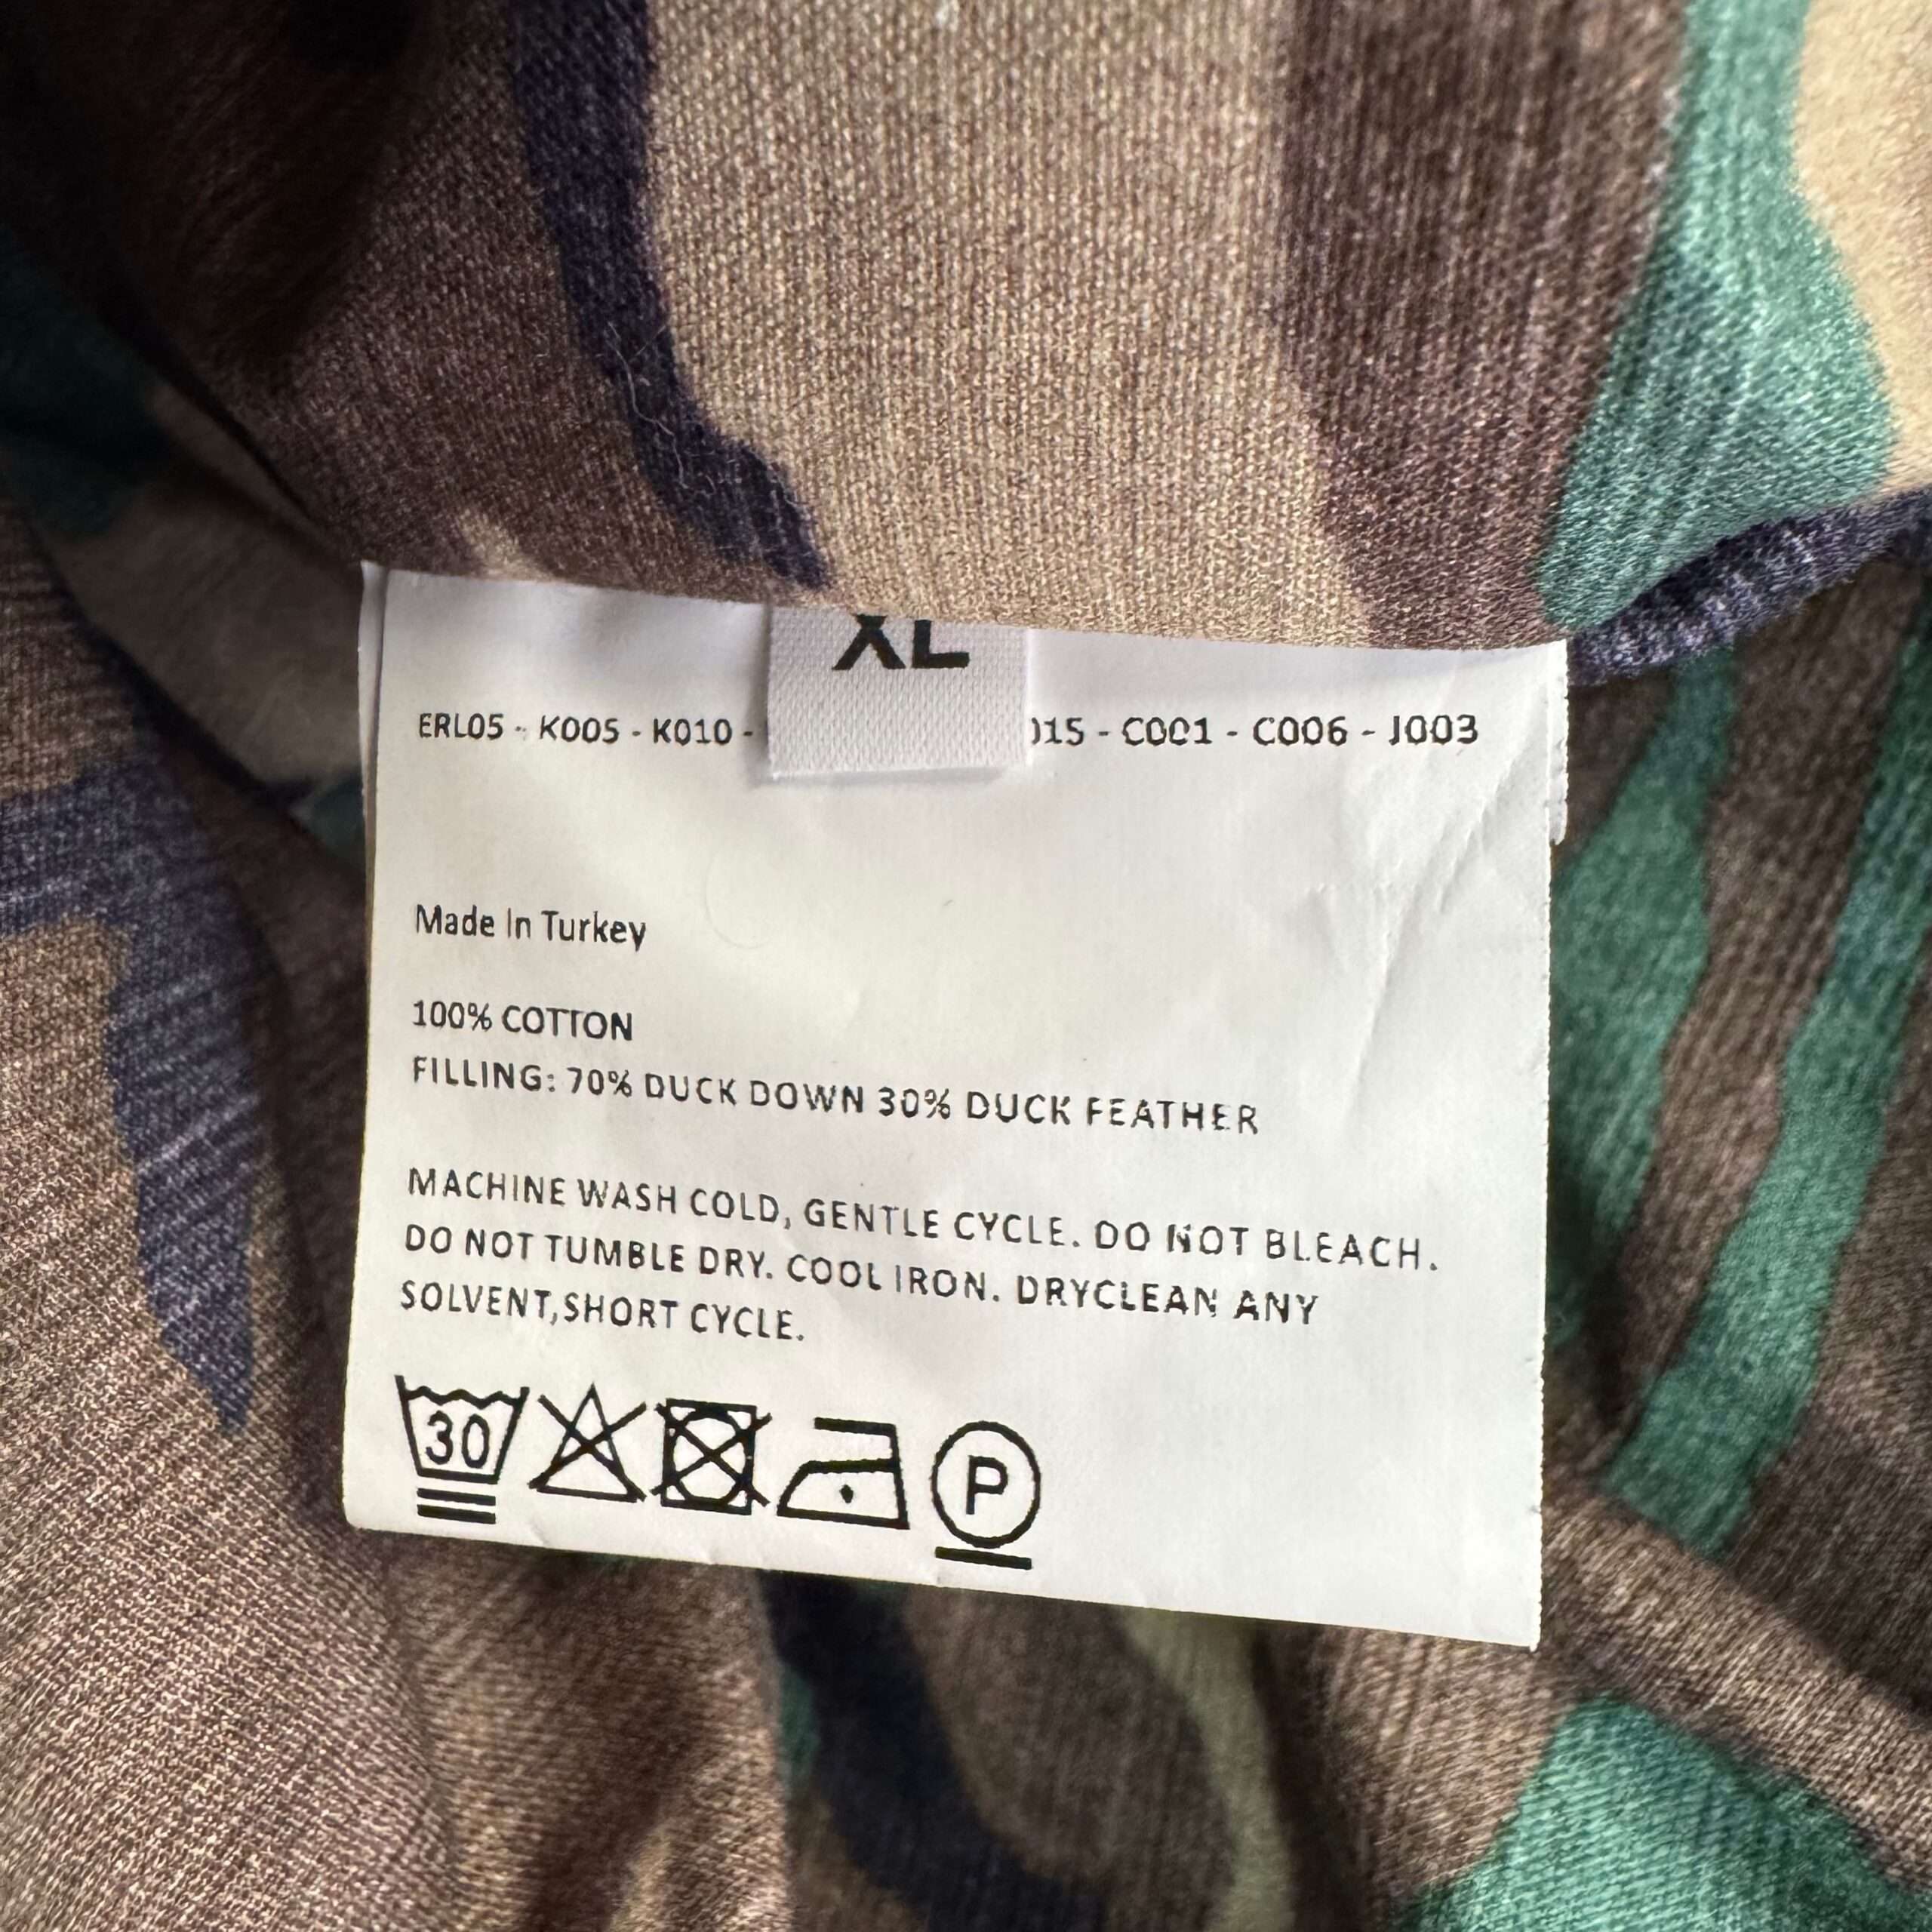 XL
ERL05 - K005 - K010 - 15 - C001 - C006 - J003
Made In Turkey
100% COTTON
FILLING: 70% DUCK DOWN 30% DUCK FEATHER
MACHINE WASH COLD, GENTLE CYCLE. DO NOT BLEACH.
DO NOT TUMBLE DRY. COOL IRON. DRYCLEAN ANY
SOLVENT,SHORT CYCLE.
30 P